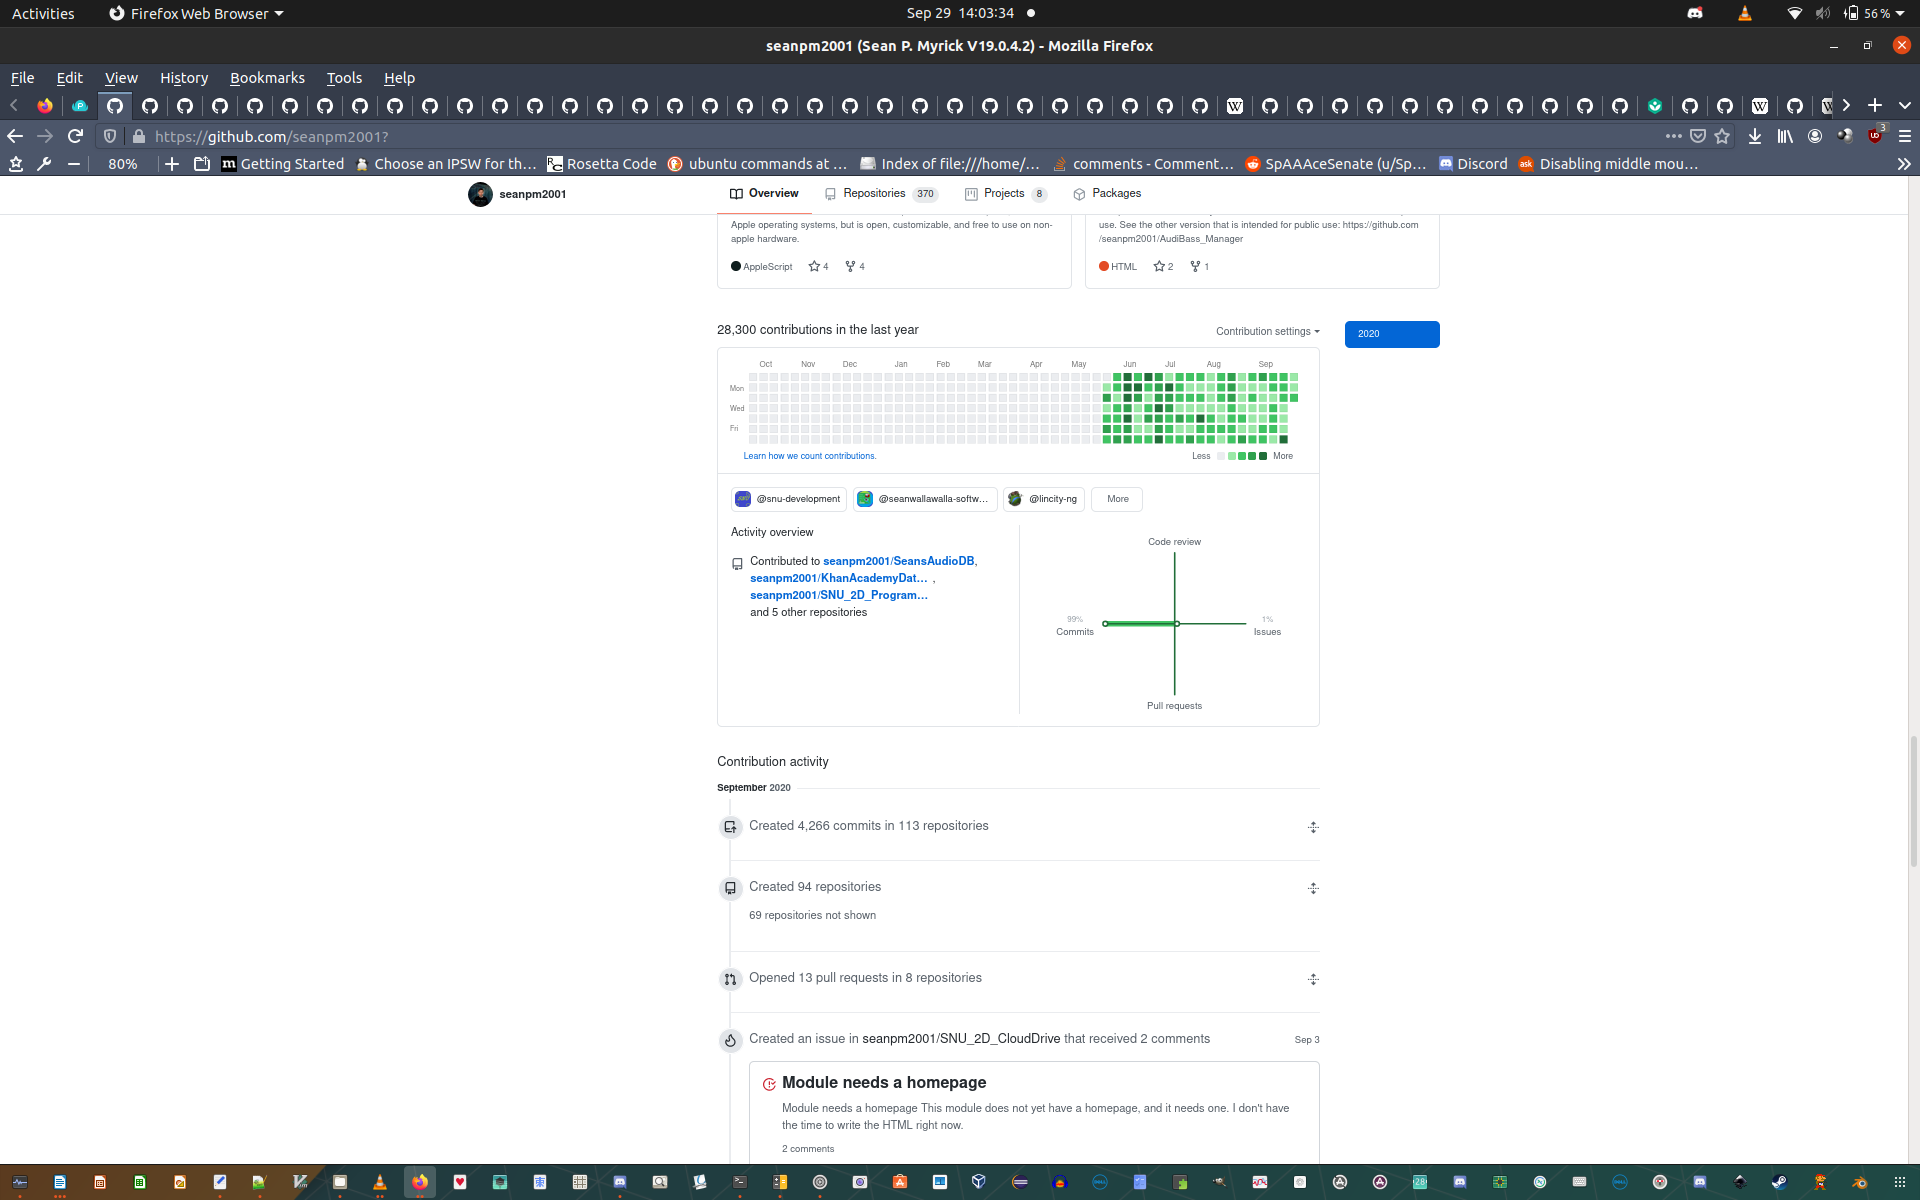 Activities
Firefox Web Browser
Sep 29 14:03:34
56 %
seanpm2001 (Sean P. Myrick V19.0.4.2) - Mozilla Firefox
File Edit View History Bookmarks Tools Help
https://github.com/seanpm2001?
3
80%
Getting Started
Choose an IPSW for th…
Rosetta Code
ubuntu commands at …
Index of file:///home/…
comments - Comment…
SpAAAceSenate (u/Sp…
Discord
Disabling middle mou…
seanpm2001
Overview
Repositories 370
Projects 8
Packages
Apple operating systems, but is open, customizable, and free to use on non-
apple hardware.
AppleScript 4 4
use. See the other version that is intended for public use: https://github.com
/seanpm2001/AudiBass_Manager
HTML 2 1
28,300 contributions in the last year
Contribution settings
2020
Oct Nov Dec Jan Feb Mar Apr May Jun Jul Aug Sep
Mon
Wed
Fri
Learn how we count contributions.
Less More
@snu-development
@seanwallawalla-softw…
@lincity-ng
More
Activity overview
Contributed to seanpm2001/SeansAudioDB,
seanpm2001/KhanAcademyDat… ,
seanpm2001/SNU_2D_Program…
and 5 other repositories
Code review
99%
Commits
1%
Issues
Pull requests
Contribution activity
September 2020
Created 4,266 commits in 113 repositories
Created 94 repositories
69 repositories not shown
Opened 13 pull requests in 8 repositories
Created an issue in seanpm2001/SNU_2D_CloudDrive that received 2 comments
Sep 3
Module needs a homepage
Module needs a homepage This module does not yet have a homepage, and it needs one. I don't have
the time to write the HTML right now.
2 comments